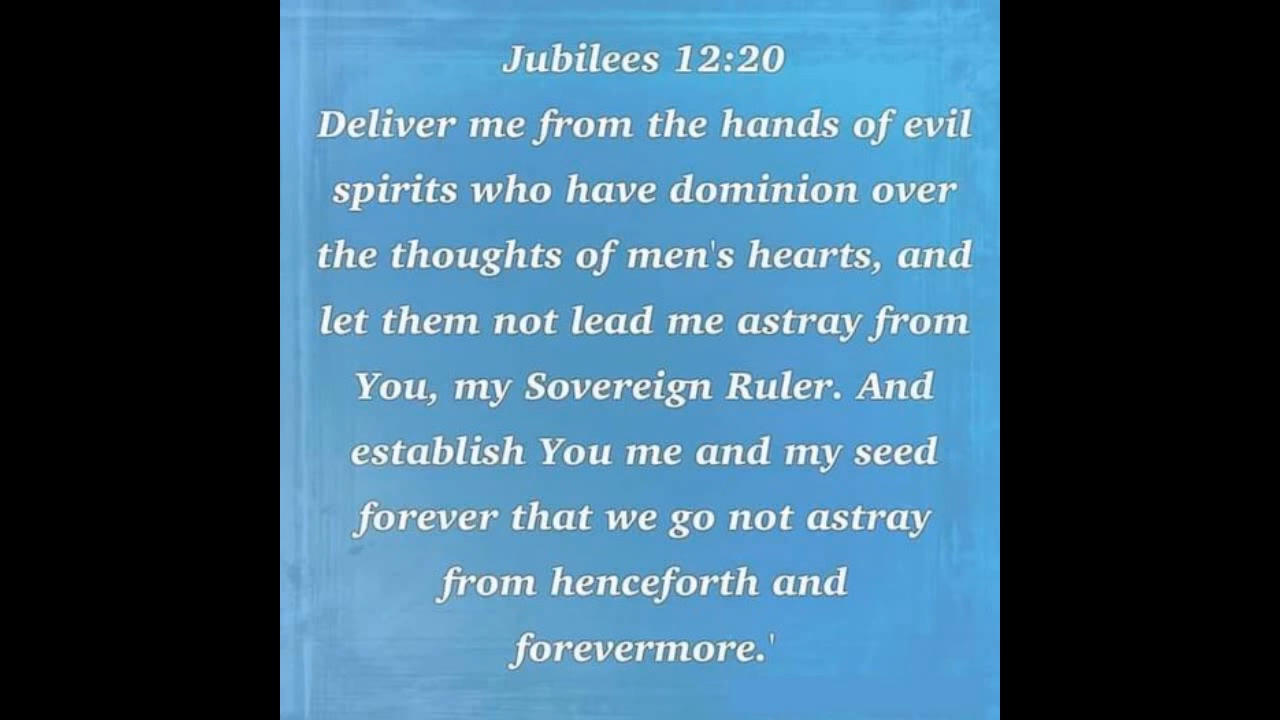 Jubilees 12:20
Deliver me from the hands of evil
spirits who have dominion over
the thoughts of men's hearts, and
let them not lead me astray from
You, my Sovereign Ruler. And
establish You me and my seed
forever that we go not astray
from henceforth and
forevermore.'